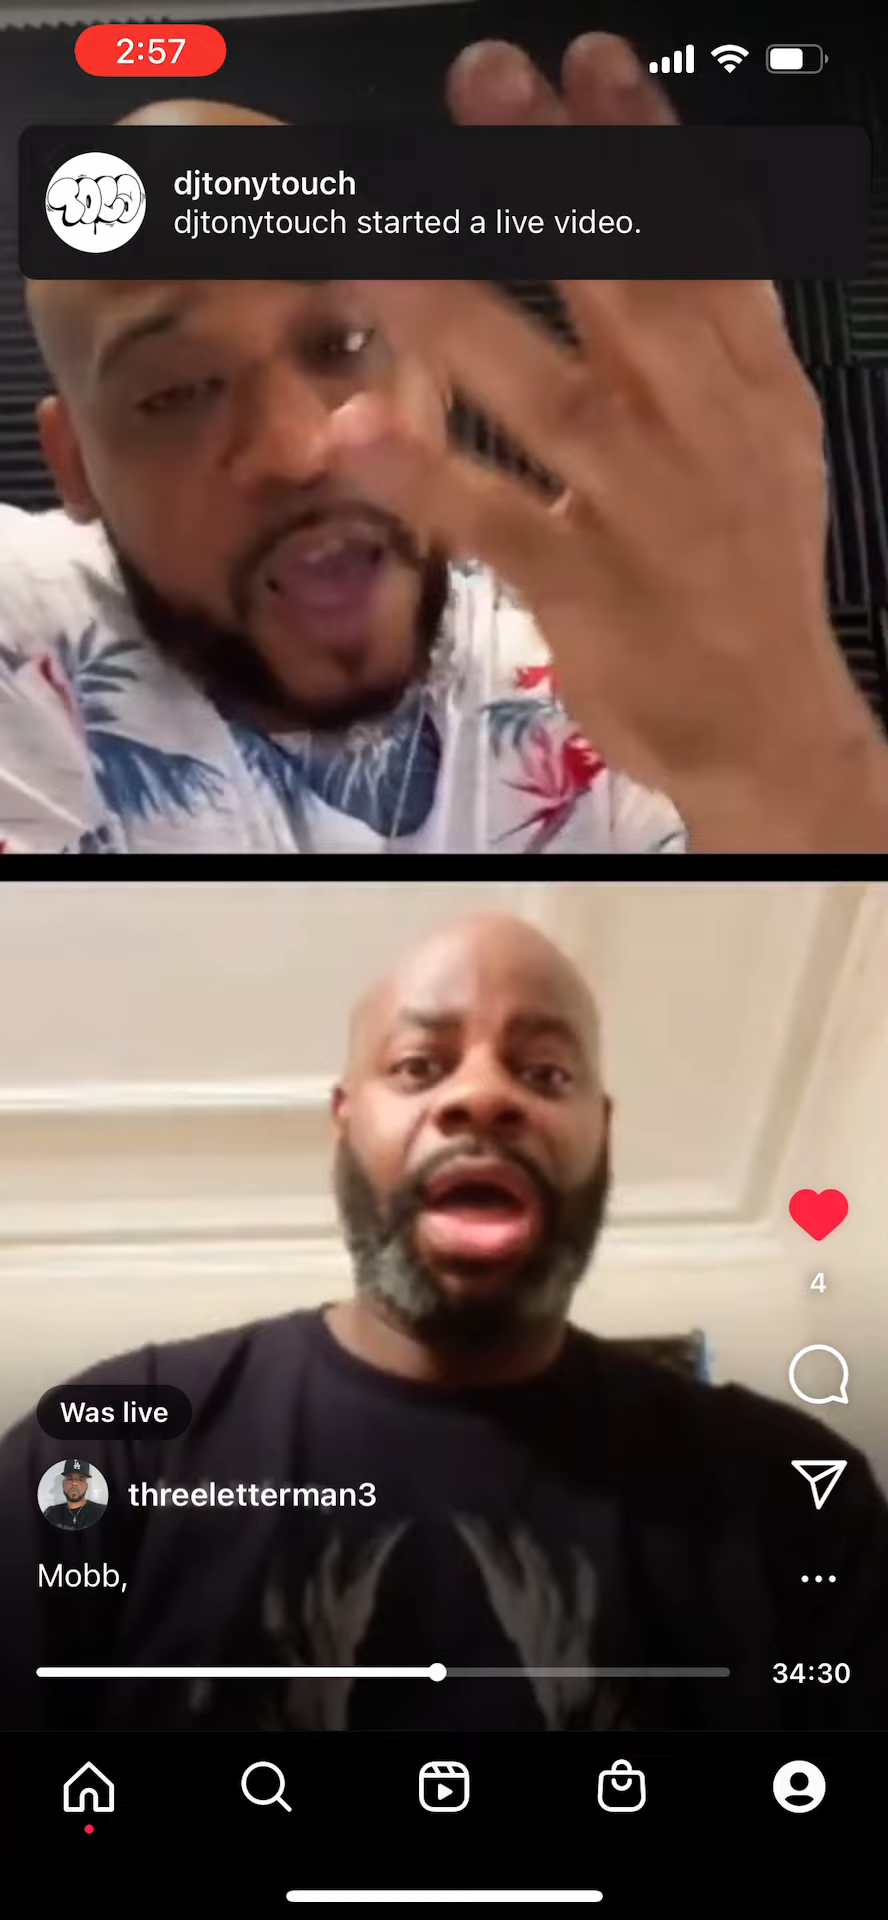 2:57
djtonytouch
djtonytouch started a live video.
4
Was live
threeletterman3
Mobb,
34:30